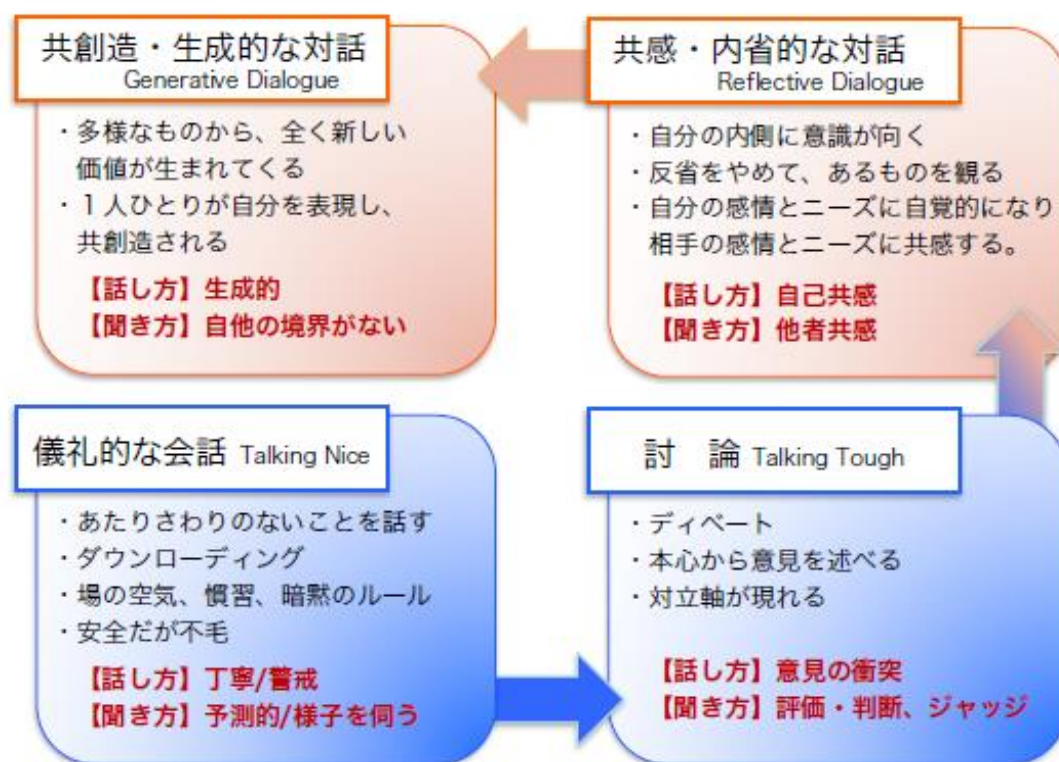 共創造・生成的な対話
Generative Dialogue
・多様なものから、全く新しい
価値が生まれてくる
・１人ひとりが自分を表現し、
共創造される
【話し方】生成的
【聞き方】自他の境界がない
共感・内省的な対話
Reflective Dialogue
・自分の内側に意識が向く
・反省をやめて、あるものを観る
・自分の感情とニーズに自覚的になり
相手の感情とニーズに共感する。
【話し方】自己共感
【聞き方】他者共感
儀礼的な会話 Talking Nice
・あたりさわりのないことを話す
・ダウンローディング
・場の空気、慣習、暗黙のルール
・安全だが不毛
【話し方】丁寧/警戒
【聞き方】予測的/様子を伺う
討　論 Talking Tough
・ディベート
・本心から意見を述べる
・対立軸が現れる
【話し方】意見の衝突
【聞き方】評価・判断、ジャッジ